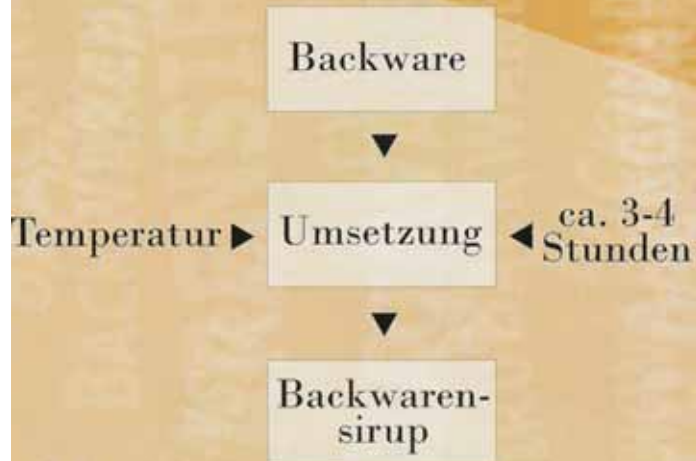 Backware
Temperatur
Umsetzung
ca. 3-4
Stunden
Backwaren-
sirup